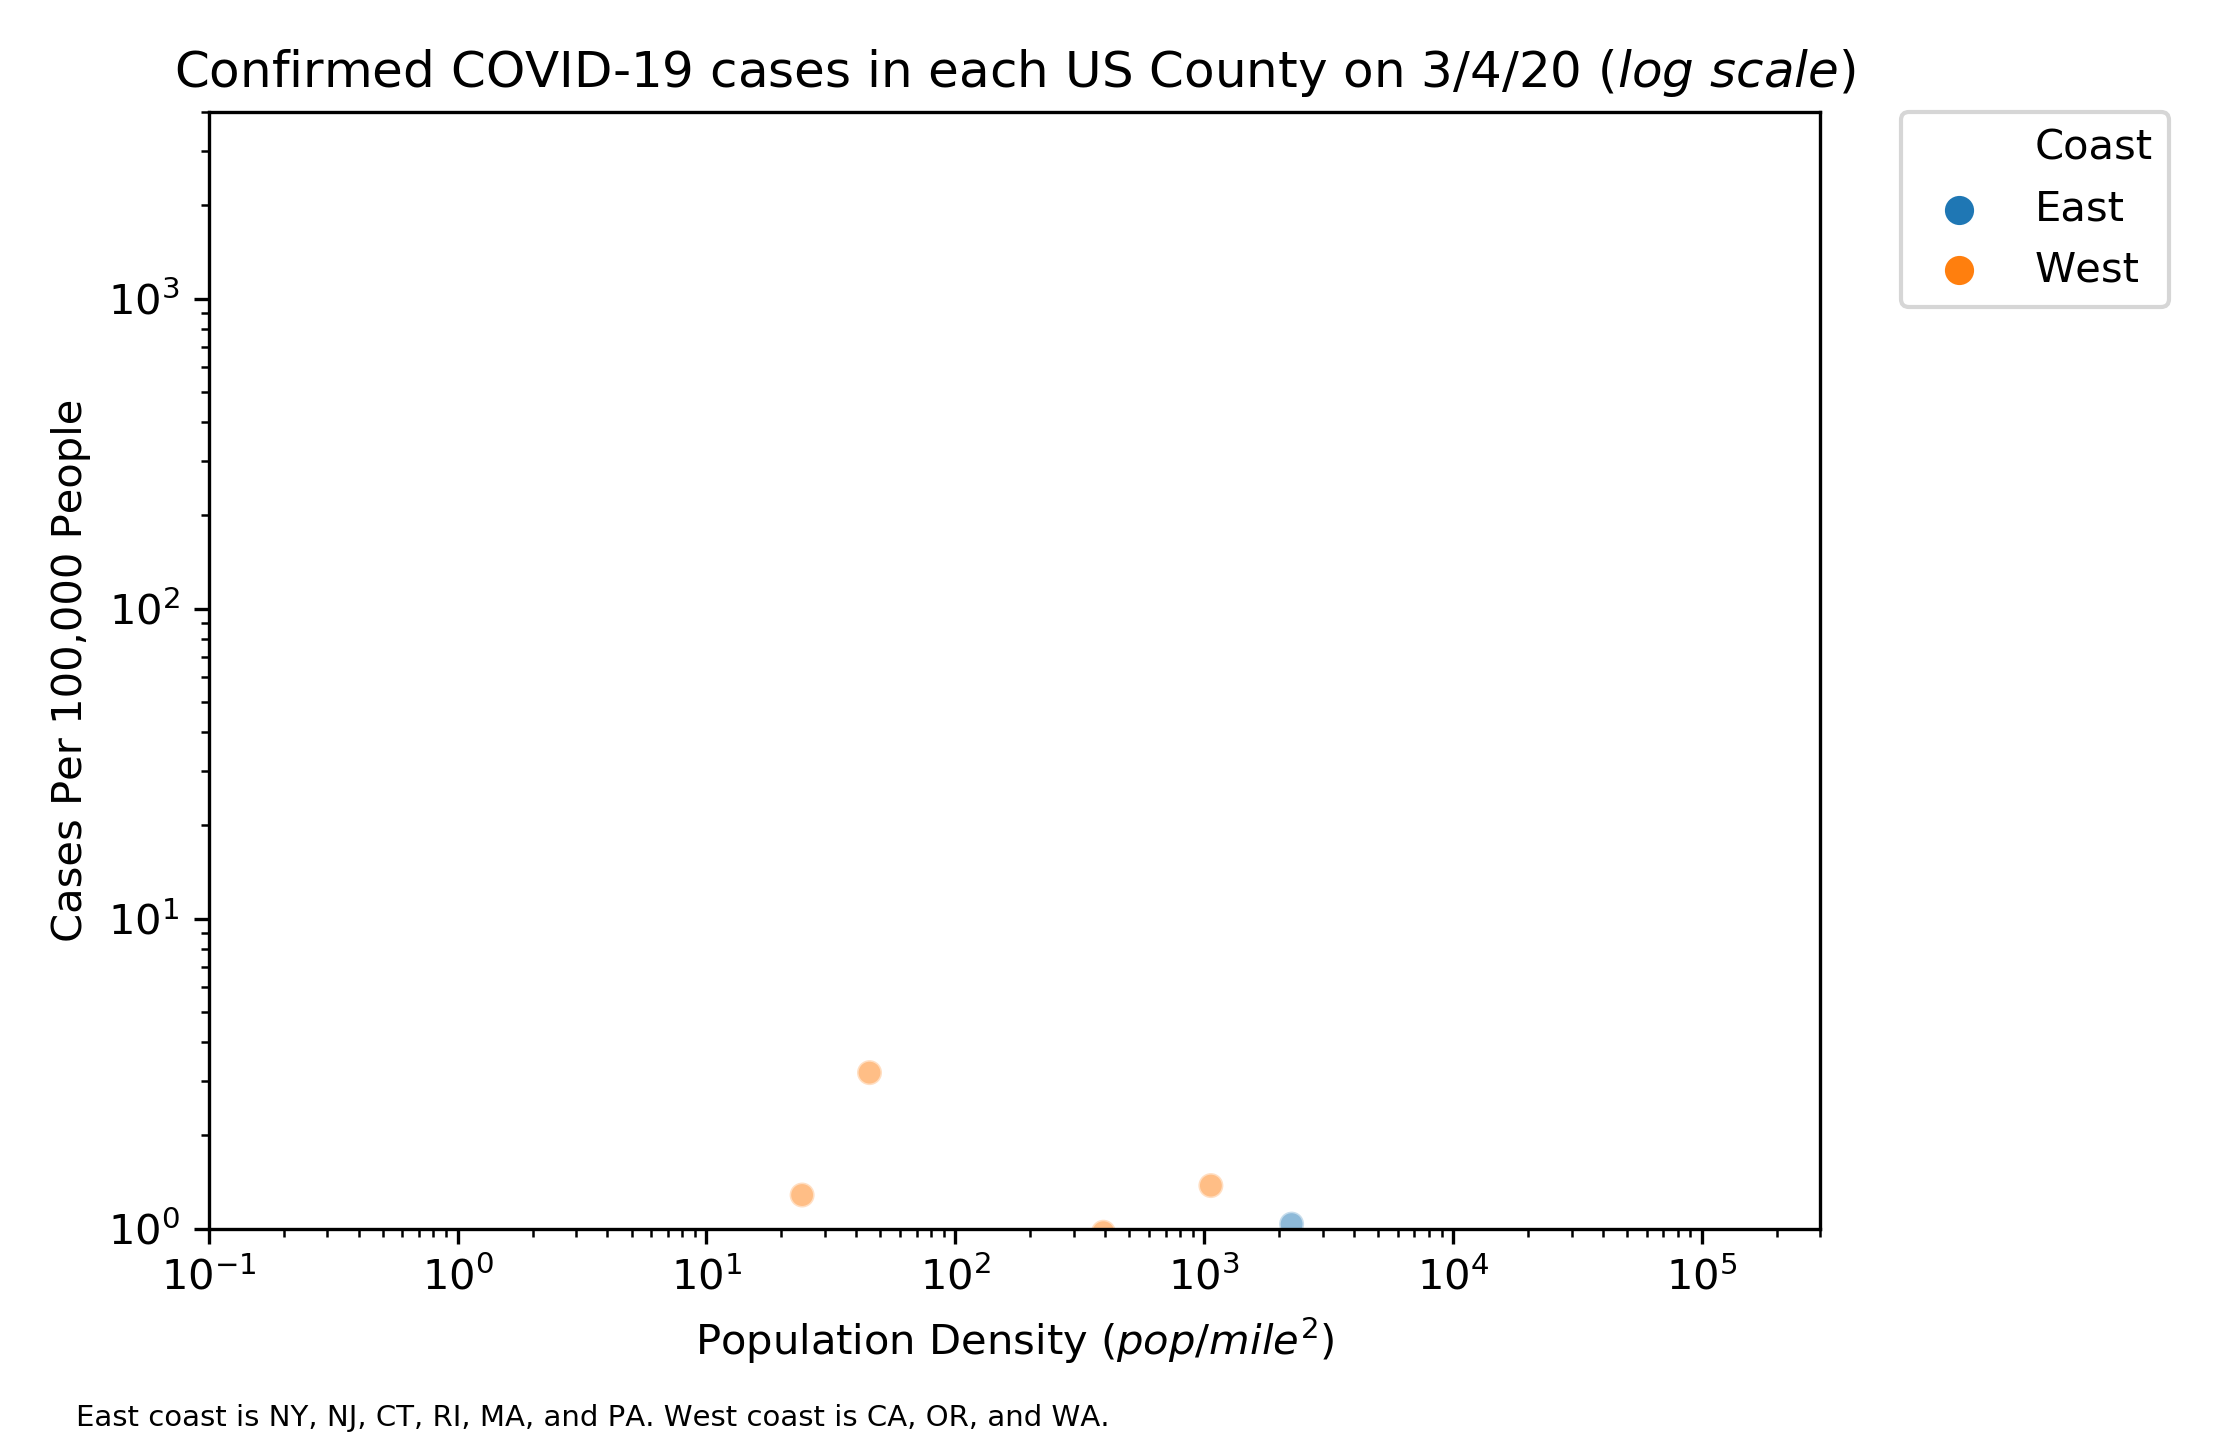 Confirmed COVID-19 cases in each US County on 3/4/20 (log scale)
Coast
East
West
Cases Per 100,000 People
10³
10²
10¹
10⁰
10⁻¹ 10⁰ 10¹ 10² 10³ 10⁴ 10⁵
Population Density (pop/mile²)
East coast is NY, NJ, CT, RI, MA, and PA. West coast is CA, OR, and WA.